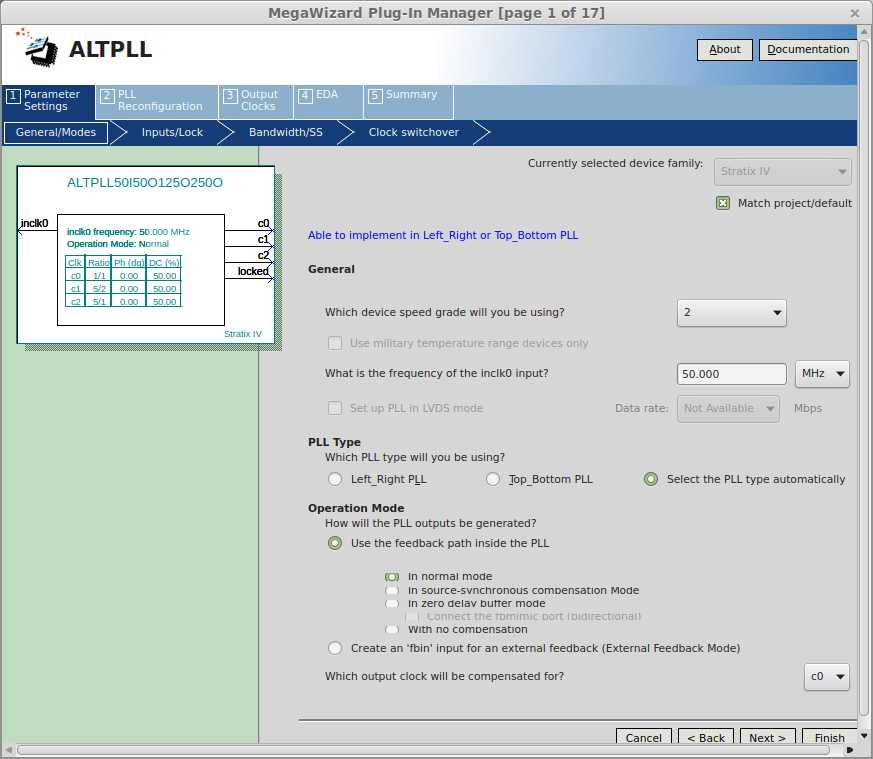 MegaWizard Plug-In Manager [page 1 of 17]
ALTPLL
About
Documentation
1 Parameter Settings
2 PLL Reconfiguration
3 Output Clocks
4 EDA
5 Summary
General/Modes
Inputs/Lock
Bandwidth/SS
Clock switchover
ALTPLL50I50O125O250O
inclk0
inclk0 frequency: 50.000 MHz
Operation Mode: Normal
Clk Ratio Ph (dg) DC (%)
c0 1/1 0.00 50.00
c1 5/2 0.00 50.00
c2 5/1 0.00 50.00
c0
c1
c2
locked
Stratix IV
Currently selected device family: Stratix IV
Match project/default
Able to implement in Left_Right or Top_Bottom PLL
General
Which device speed grade will you be using? 2
Use military temperature range devices only
What is the frequency of the inclk0 input? 50.000 MHz
Set up PLL in LVDS mode Data rate: Not Available Mbps
PLL Type
Which PLL type will you be using?
Left_Right PLL Top_Bottom PLL Select the PLL type automatically
Operation Mode
How will the PLL outputs be generated?
Use the feedback path inside the PLL
In normal mode
In source-synchronous compensation Mode
In zero delay buffer mode
Connect the fbmimic port (bidirectional)
With no compensation
Create an 'fbin' input for an external feedback (External Feedback Mode)
Which output clock will be compensated for? c0
Cancel < Back Next > Finish